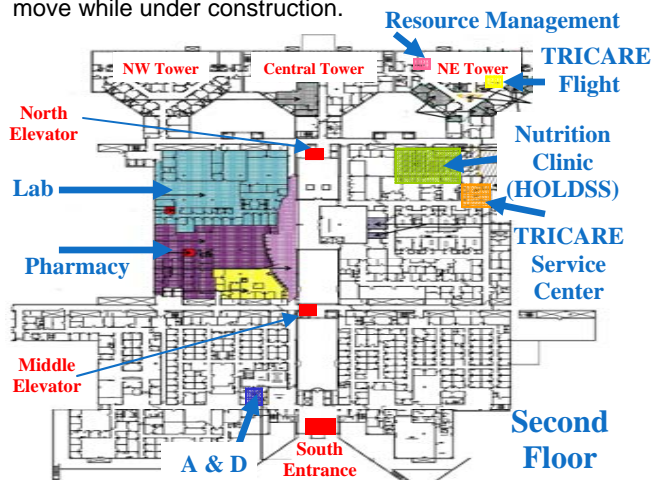 move while under construction.
Resource Management
NW Tower
Central Tower
NE Tower
TRICARE
Flight
North
Elevator
Nutrition
Clinic
(HOLDSS)
Lab
TRICARE
Service
Center
Pharmacy
Middle
Elevator
A & D
South
Entrance
Second
Floor